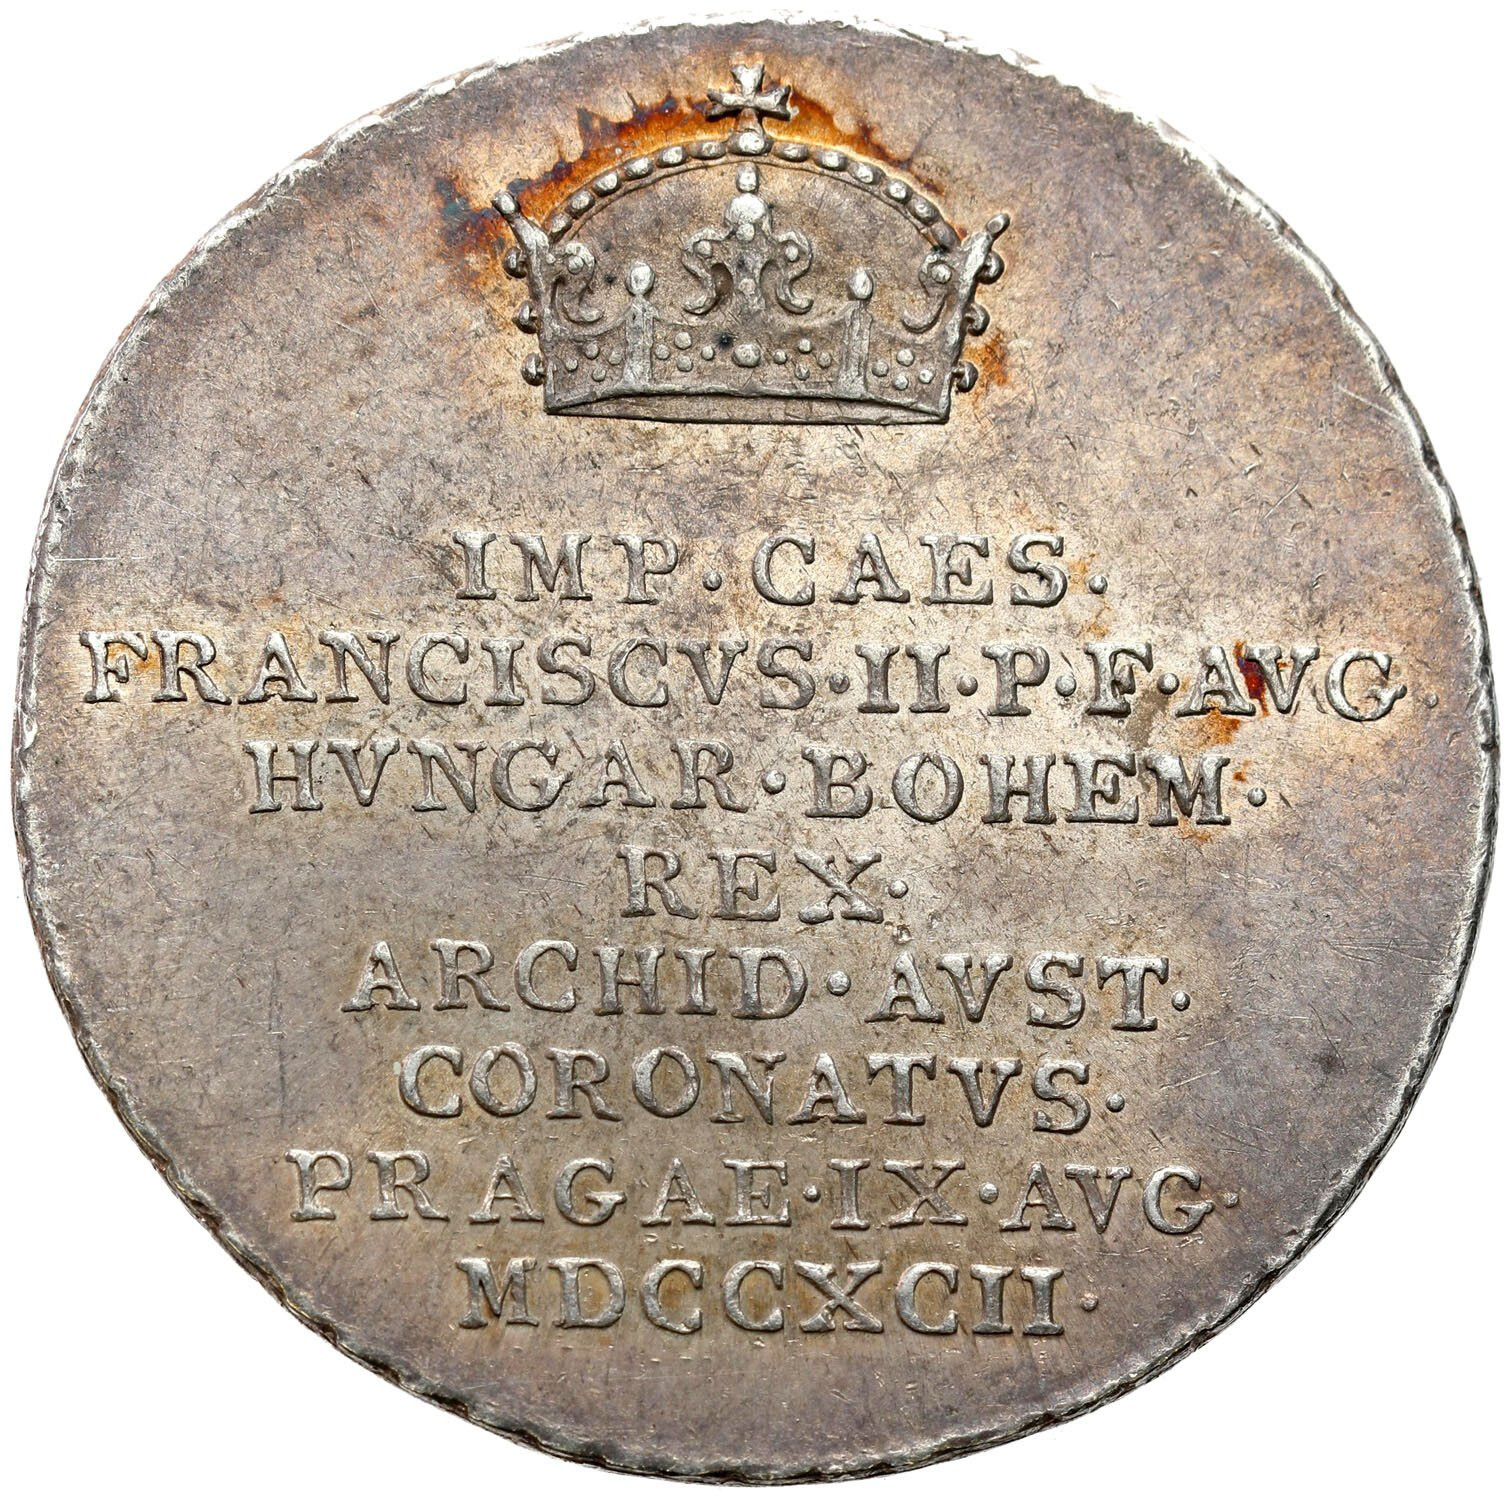 IMP·CAES·
FRANCISCVS·II·P·F·AVG·
HVNGAR·BOHEM·
REX·
ARCHID·AVST·
CORONATVS·
PRAGAE·IX·AVG·
MDCCXCII·